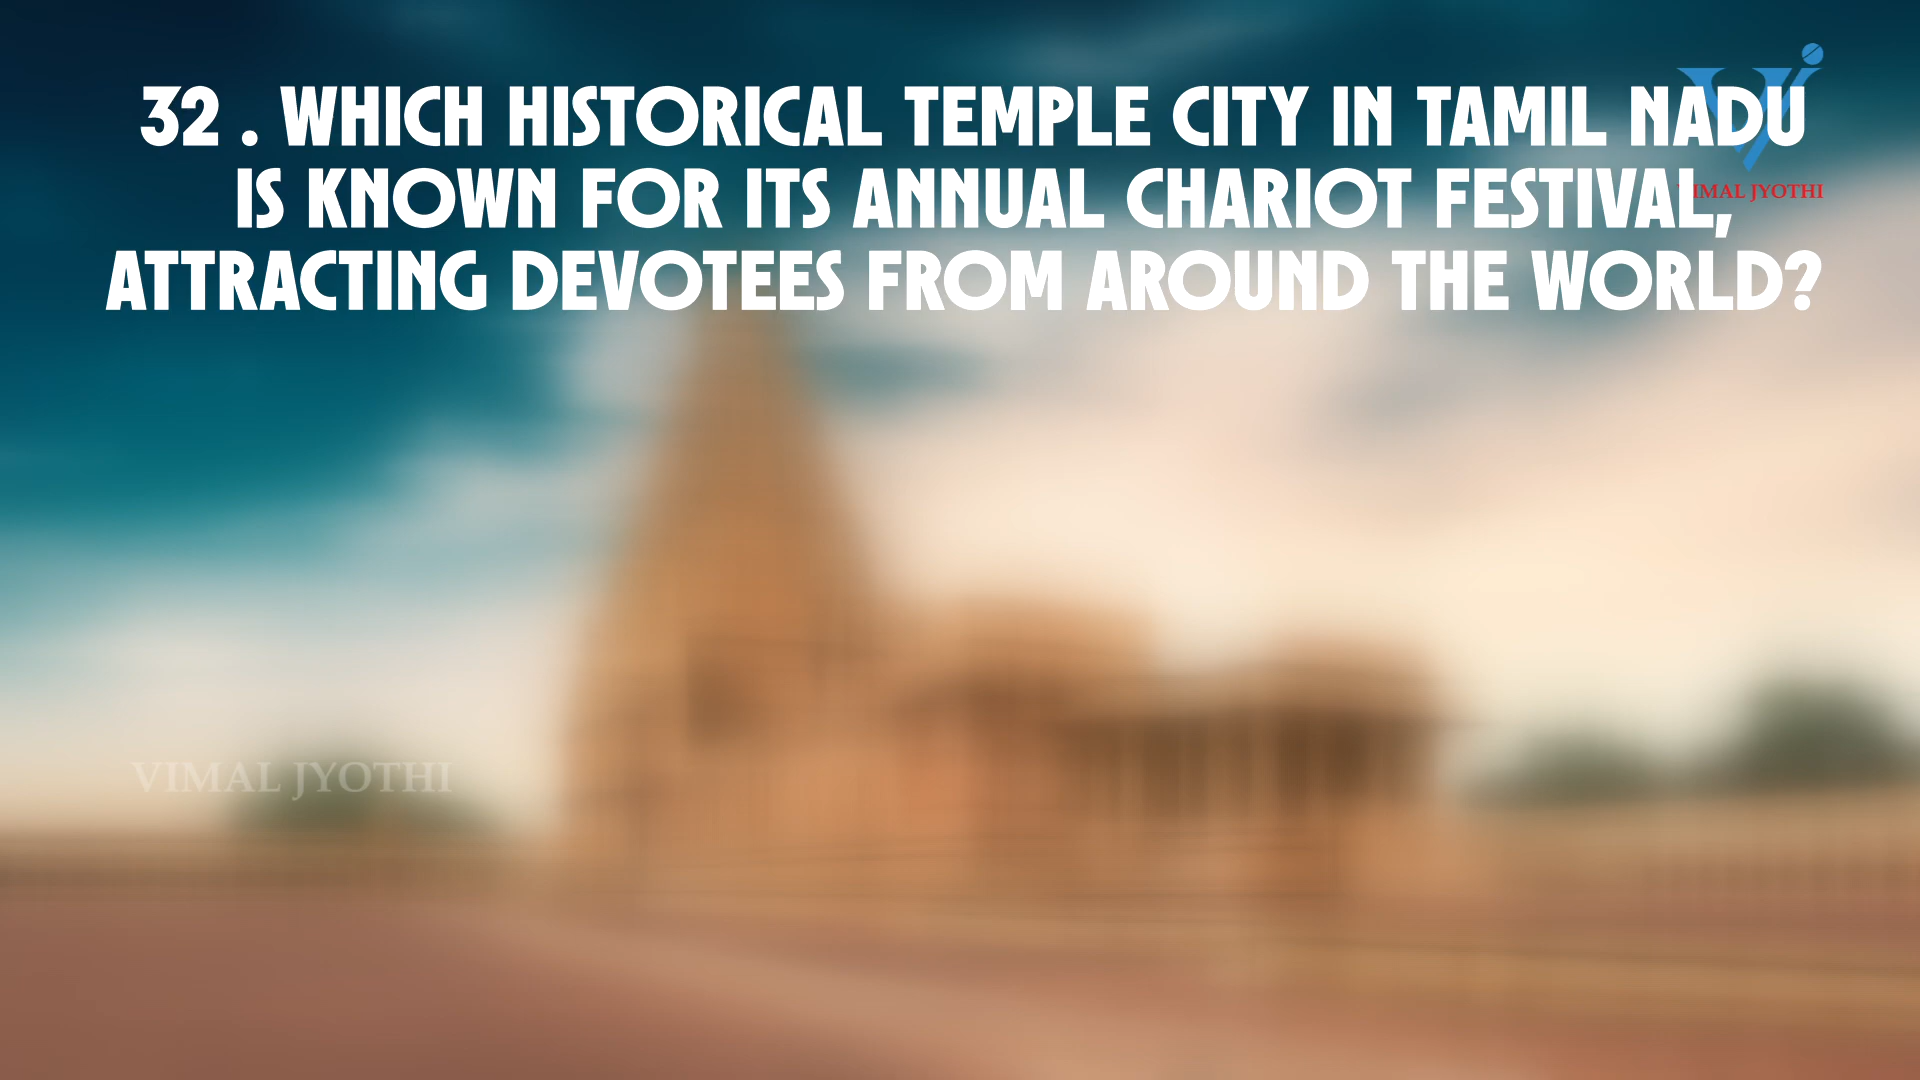 32 . WHICH HISTORICAL TEMPLE CITY IN TAMIL NADU
IS KNOWN FOR ITS ANNUAL CHARIOT FESTIVAL,
ATTRACTING DEVOTEES FROM AROUND THE WORLD?
VIMAL JYOTHI
VIMAL JYOTHI